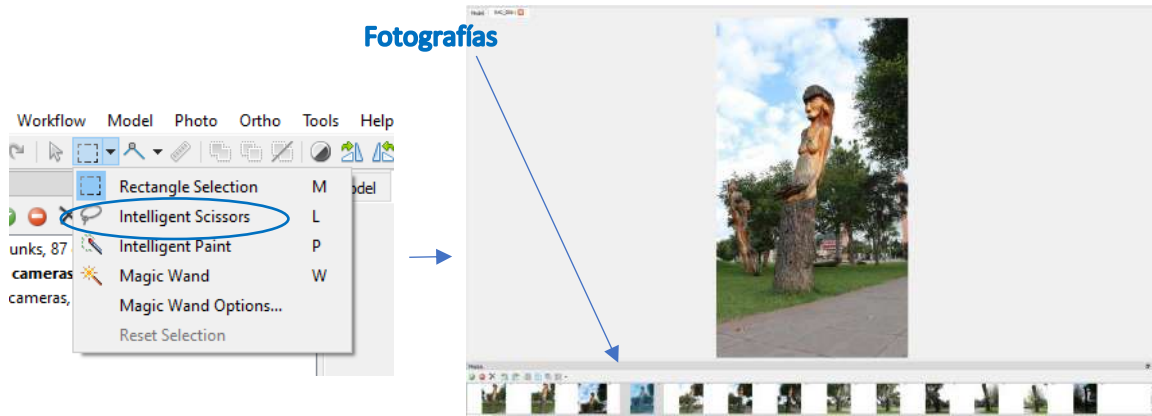 Fotografías
Workflow Model Photo Ortho Tools Help
Rectangle Selection M
odel
Intelligent Scissors L
unks, 87
Intelligent Paint P
cameras
Magic Wand W
cameras,
Magic Wand Options...
Reset Selection
Model
Photos